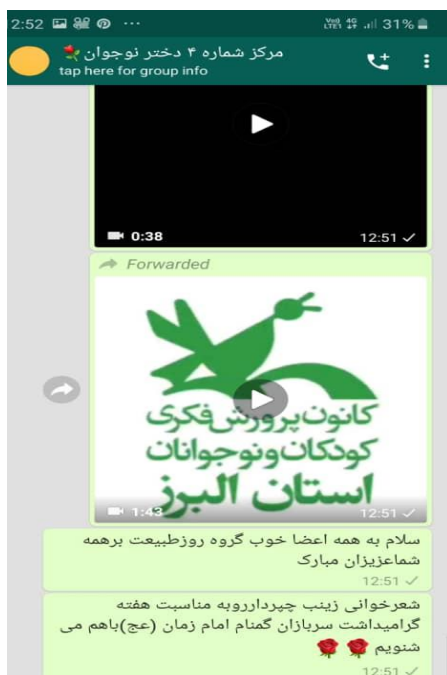 2:52
31%
مرکز شماره ۴ دختر نوجوان
tap here for group info
0:38
12:51
Forwarded
کانون پرورش فکری
کودکان و نوجوانان
استان البرز
1:43
12:51
سلام به همه اعضا خوب گروه روزطبیعت برهمه
شماعزیزان مبارک
12:51
شعرخوانی زینب چپردارروبه مناسبت هفته
گرامیداشت سربازان گمنام امام زمان (عج)باهم می
شنویم
12:51